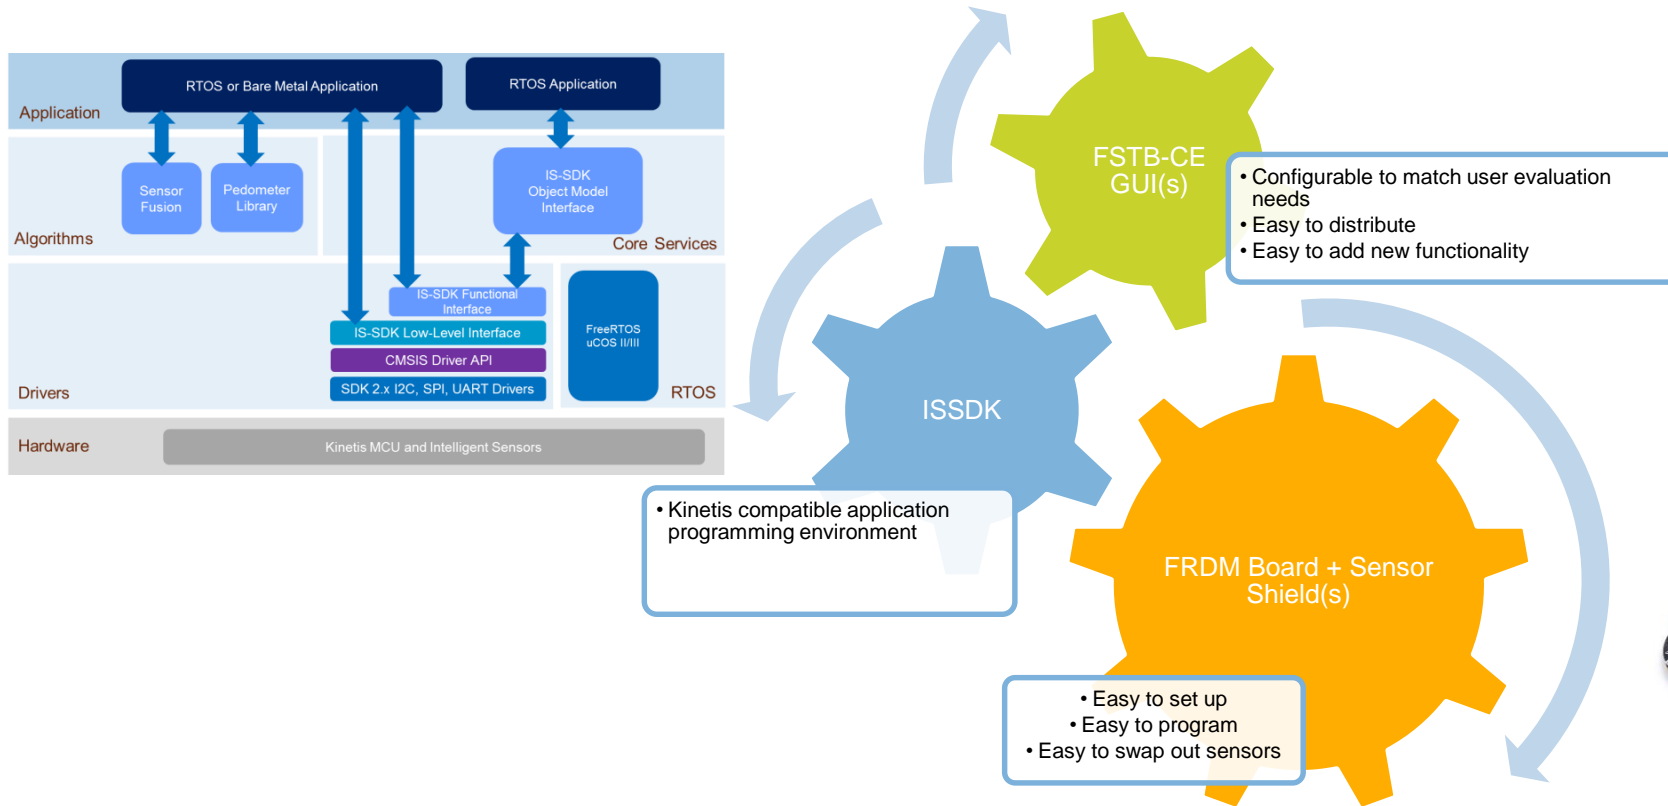 RTOS or Bare Metal Application
RTOS Application
Application
Sensor
Fusion
Pedometer
Library
IS-SDK
Object Model
Interface
Algorithms
Core Services
IS-SDK Functional
Interface
IS-SDK Low-Level Interface
CMSIS Driver API
SDK 2.x I2C, SPI, UART Drivers
FreeRTOS
uCOS II/III
Drivers
RTOS
Hardware
Kinetis MCU and Intelligent Sensors
FSTB-CE
GUI(s)
• Configurable to match user evaluation
needs
• Easy to distribute
• Easy to add new functionality
ISSDK
• Kinetis compatible application
programming environment
FRDM Board + Sensor
Shield(s)
• Easy to set up
• Easy to program
• Easy to swap out sensors